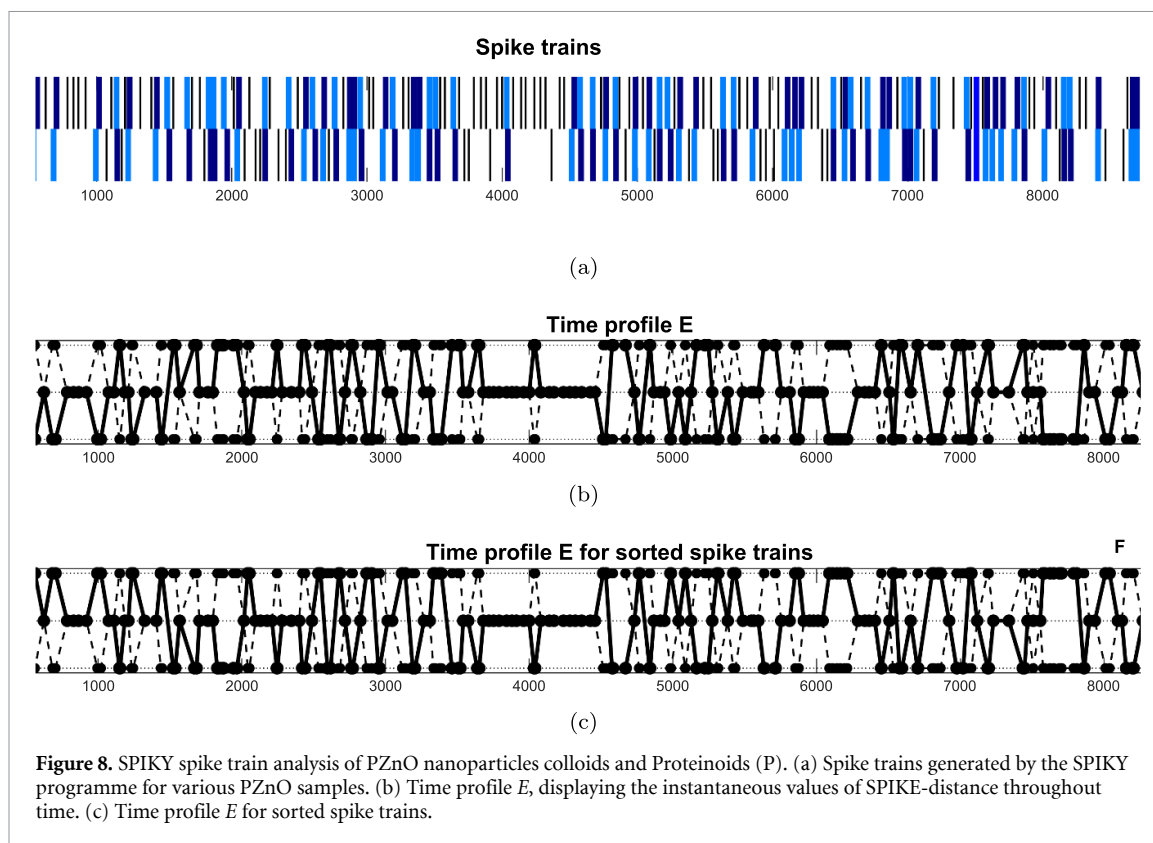 Spike trains
1000 2000 3000 4000 5000 6000 7000 8000
(a)
Time profile E
1000 2000 3000 4000 5000 6000 7000 8000
(b)
Time profile E for sorted spike trains F
1000 2000 3000 4000 5000 6000 7000 8000
(c)
Figure 8. SPIKY spike train analysis of PZnO nanoparticles colloids and Proteinoids (P). (a) Spike trains generated by the SPIKY
programme for various PZnO samples. (b) Time profile E, displaying the instantaneous values of SPIKE-distance throughout
time. (c) Time profile E for sorted spike trains.